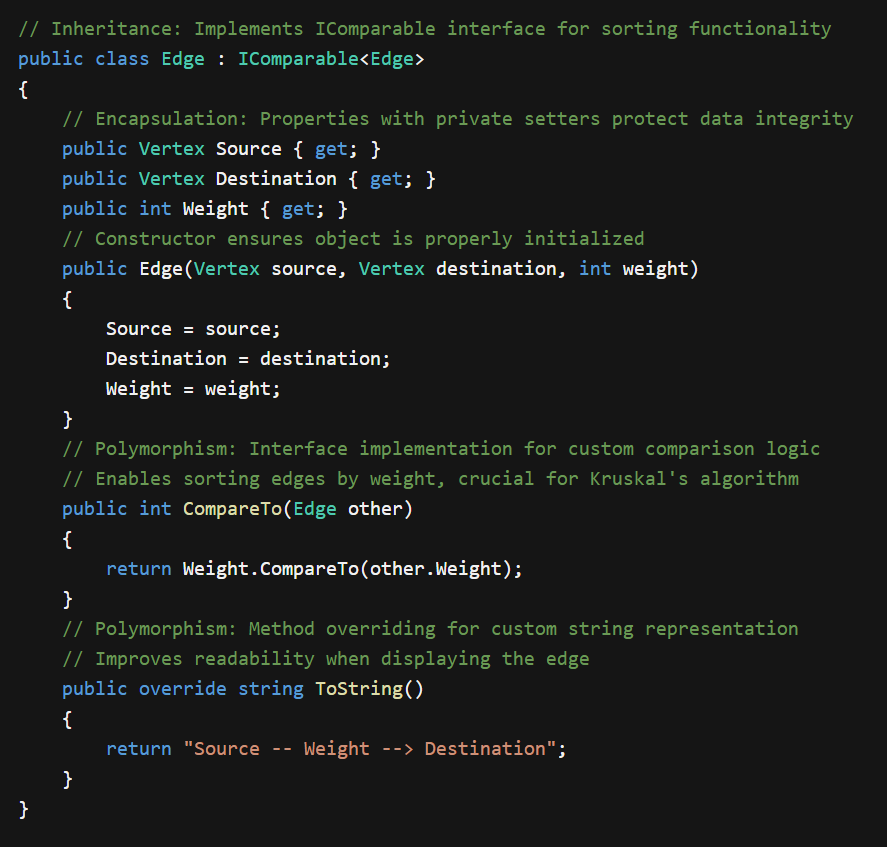 // Inheritance: Implements IComparable interface for sorting functionality
public class Edge : IComparable<Edge>
{
    // Encapsulation: Properties with private setters protect data integrity
    public Vertex Source { get; }
    public Vertex Destination { get; }
    public int Weight { get; }
    // Constructor ensures object is properly initialized
    public Edge(Vertex source, Vertex destination, int weight)
    {
        Source = source;
        Destination = destination;
        Weight = weight;
    }
    // Polymorphism: Interface implementation for custom comparison logic
    // Enables sorting edges by weight, crucial for Kruskal's algorithm
    public int CompareTo(Edge other)
    {
        return Weight.CompareTo(other.Weight);
    }
    // Polymorphism: Method overriding for custom string representation
    // Improves readability when displaying the edge
    public override string ToString()
    {
        return "Source -- Weight --> Destination";
    }
}